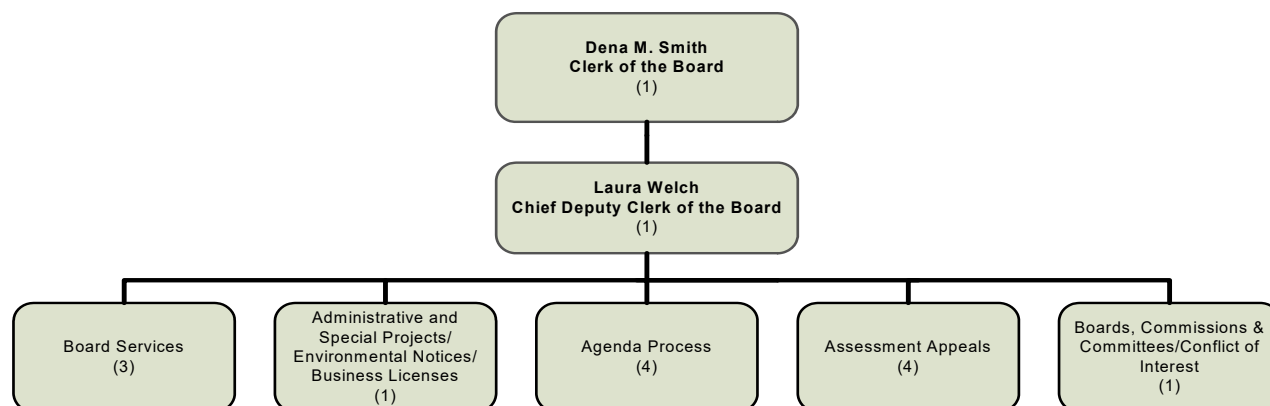 Dena M. Smith
Clerk of the Board
(1)
Laura Welch
Chief Deputy Clerk of the Board
(1)
Board Services
(3)
Administrative and
Special Projects/
Environmental Notices/
Business Licenses
(1)
Agenda Process
(4)
Assessment Appeals
(4)
Boards, Commissions &
Committees/Conflict of
Interest
(1)